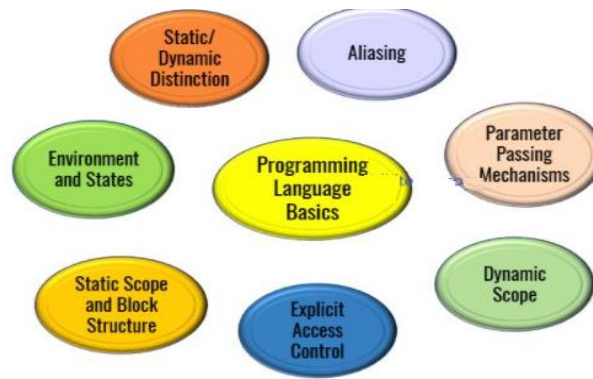 Static/
Dynamic
Distinction
Aliasing
Environment
and States
Programming
Language
Basics
Parameter
Passing
Mechanisms
Static Scope
and Block
Structure
Explicit
Access
Control
Dynamic
Scope